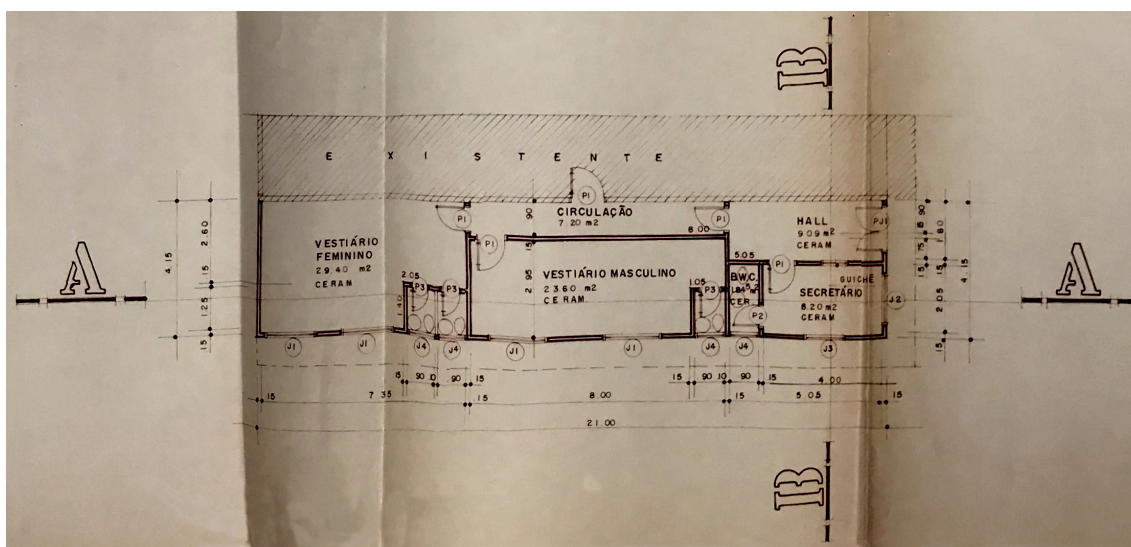 B
E X I S T E N T E
P1
CIRCULAÇÃO
7.20 m2
P1
P1
P1
90
15
8.00
HALL
9.09 m2
CERAM
PJ1
VESTIÁRIO
FEMININO
29.40 m2
CERAM
VESTIÁRIO MASCULINO
23.60 m2
CERAM.
2.95
2.05
1.40
P3
P3
1.05
P3
5.05
B.W.C.
CER.
P1
P2
GUICHÊ
SECRETÁRIO
8.20 m2
CERAM
J2
A
A
4.15
2.60
15
1.25
15
90
15
75
15
1.80
2.05
15
4.15
J1
J1
J4
J4
J1
J1
J4
J4
J3
15
90
10
90
15
15
90
10
90
15
4.00
15
7.35
15
8.00
15
5.05
15
21.00
B